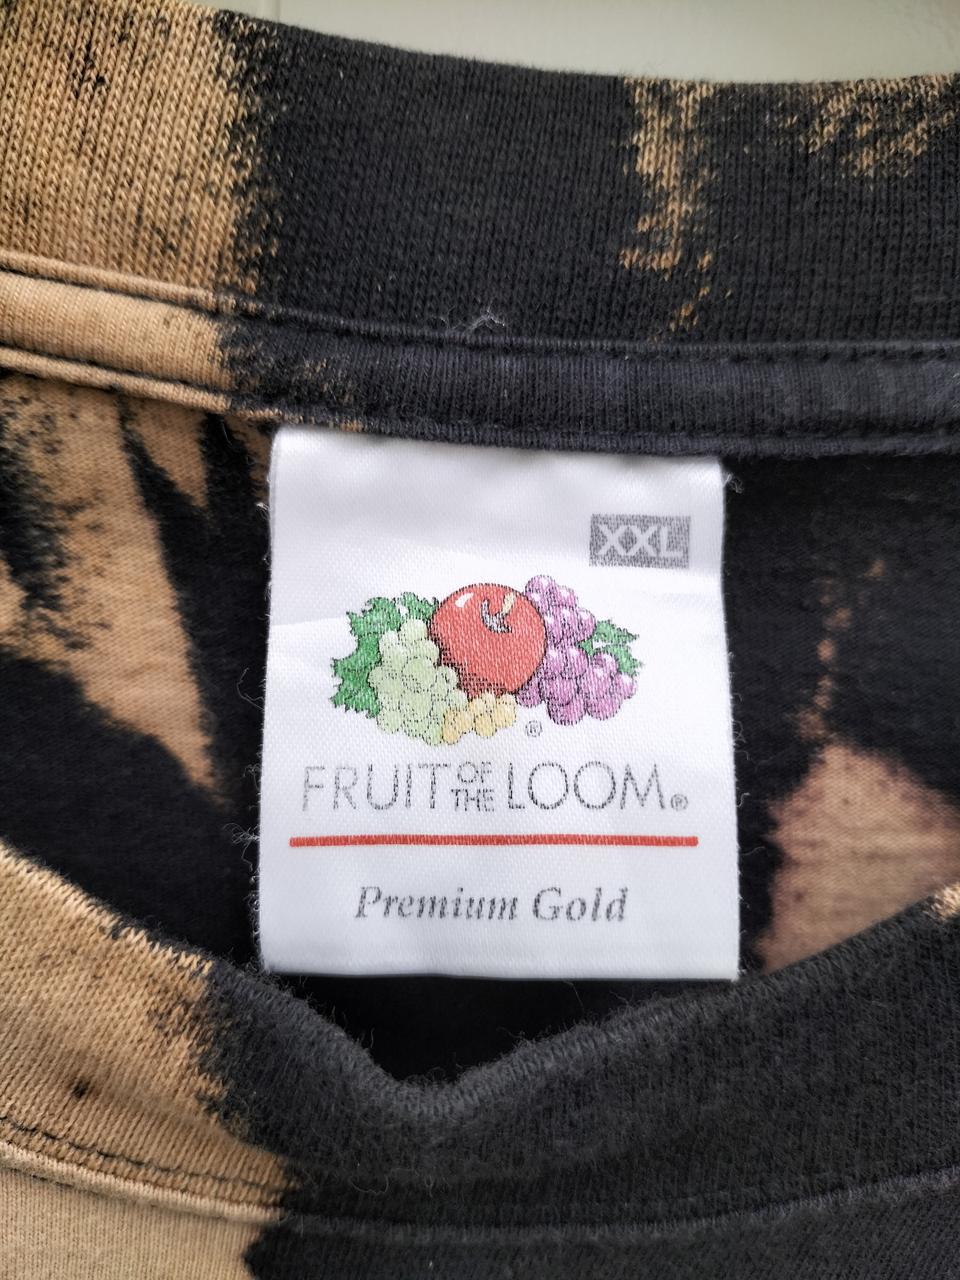 XXL
®
FRUIT OF THE LOOM®
Premium Gold